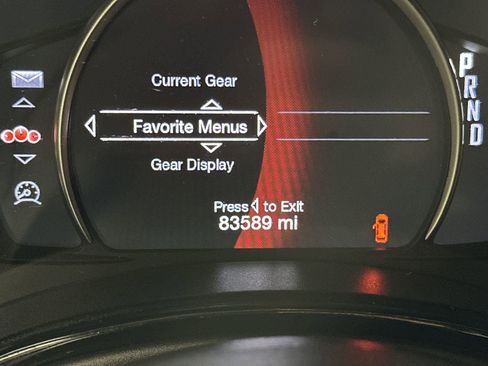 Current Gear
Favorite Menus
Gear Display
Press to Exit
83589 mi
P
R
N
D